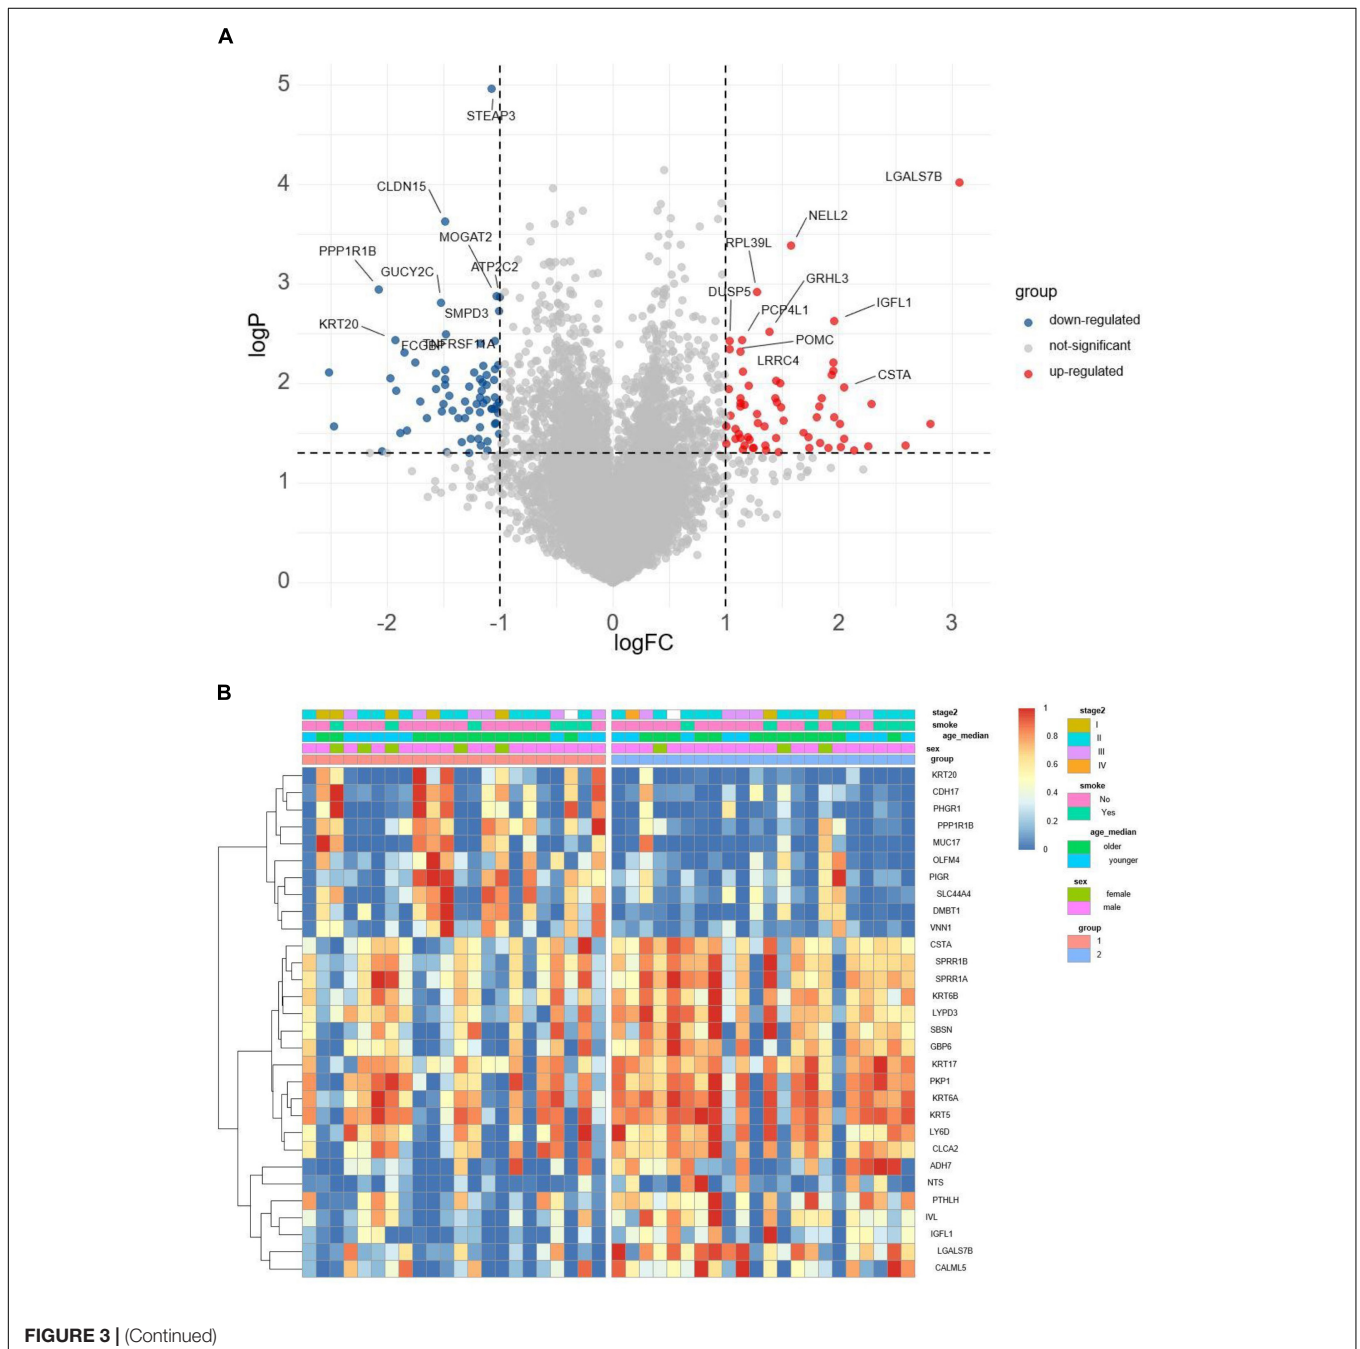 A
5
4
3
2
1
0
logP
STEAP3
CLDN15
MOGAT2
PPP1R1B
GUCY2C
ATP2C2
SMPD3
KRT20
FCGBP
TNFRSF11A
LGALS7B
NELL2
RPL39L
GRHL3
DUSP5
PCP4L1
IGFL1
POMC
LRRC4
CSTA
-2
-1
0
1
2
3
logFC
group
down-regulated
not-significant
up-regulated
B
stage2
smoke
age_median
sex
group
KRT20
CDH17
PHGR1
PPP1R1B
MUC17
OLFM4
PIGR
SLC44A4
DMBT1
VNN1
CSTA
SPRR1B
SPRR1A
KRT6B
LYPD3
SBSN
GBP6
KRT17
PKP1
KRT6A
KRT5
LY6D
CLCA2
ADH7
NTS
PTHLH
IVL
IGFL1
LGALS7B
CALML5
1
0.8
0.6
0.4
0.2
0
stage2
I
II
III
IV
smoke
No
Yes
age_median
older
younger
sex
female
male
group
1
2
FIGURE 3 | (Continued)